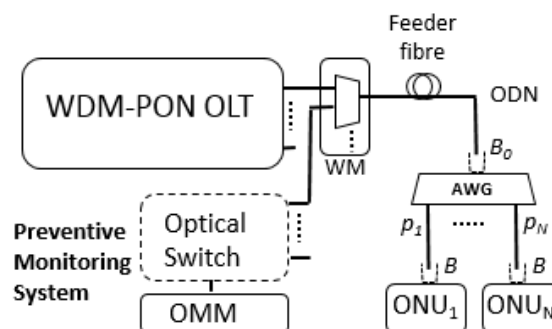 Feeder
fibre
WDM-PON OLT
ODN
WM
B0
AWG
Optical
Switch
p1
pN
Preventive
Monitoring
System
B
B
OMM
ONU1
ONUN